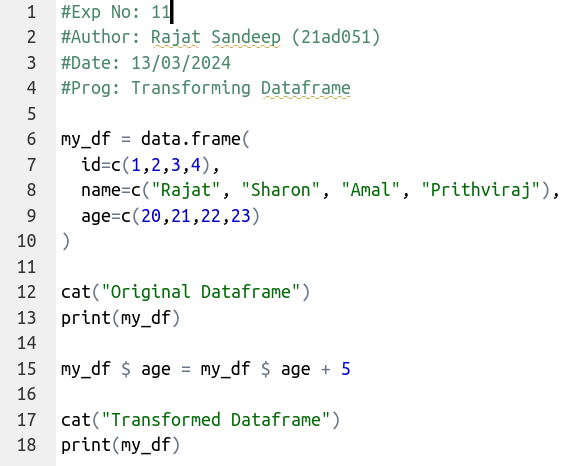 1 #Exp No: 11
2 #Author: Rajat Sandeep (21ad051)
3 #Date: 13/03/2024
4 #Prog: Transforming Dataframe
5
6 my_df = data.frame(
7   id=c(1,2,3,4),
8   name=c("Rajat", "Sharon", "Amal", "Prithviraj"),
9   age=c(20,21,22,23)
10 )
11
12 cat("Original Dataframe")
13 print(my_df)
14
15 my_df $ age = my_df $ age + 5
16
17 cat("Transformed Dataframe")
18 print(my_df)